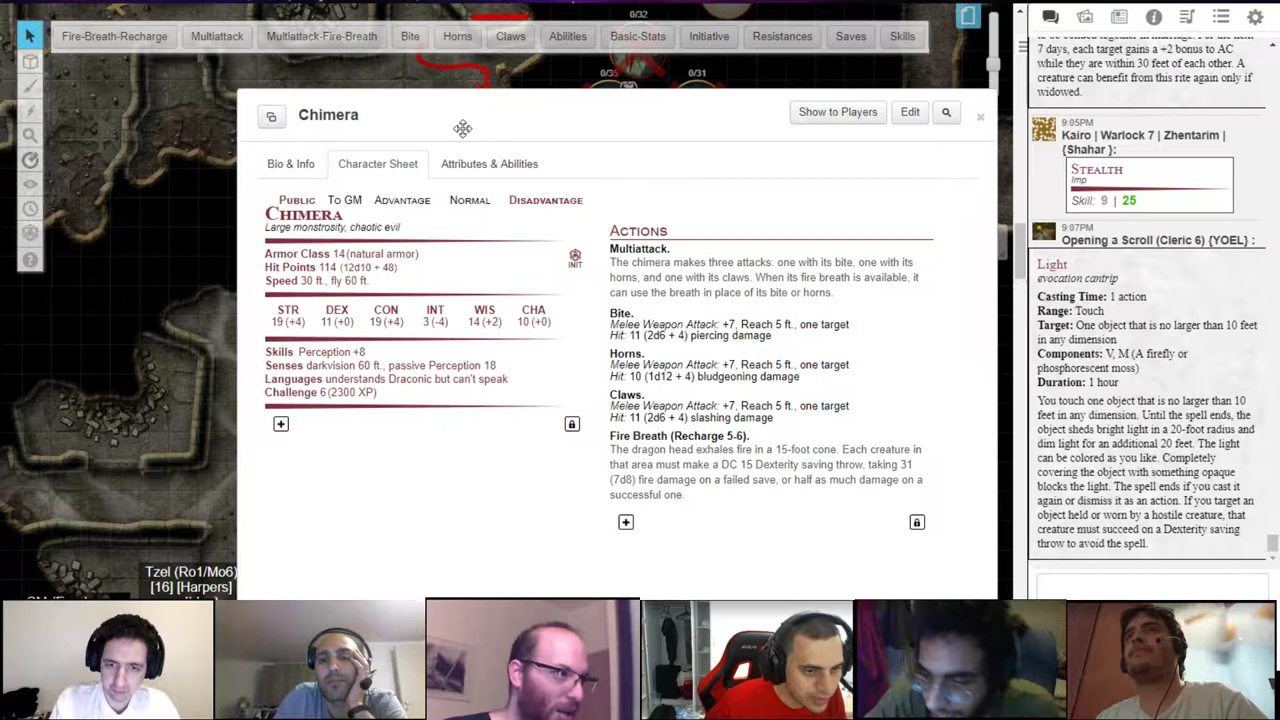 0/32
Fire-Breath-Recharge Multiattack Multiattack-Fire-Breath Bite Horns Claws Abilities Basic-Stats Initiative Resistances Saves Skills
0/35 0/31
Chimera
Show to Players Edit
Bio & Info Character Sheet Attributes & Abilities
Public To GM Advantage Normal Disadvantage
Chimera
Large monstrosity, chaotic evil
Armor Class 14 (natural armor)
Hit Points 114 (12d10 + 48)
Speed 30 ft., fly 60 ft.
INIT
STR DEX CON INT WIS CHA
19 (+4) 11 (+0) 19 (+4) 3 (-4) 14 (+2) 10 (+0)
Skills Perception +8
Senses darkvision 60 ft., passive Perception 18
Languages understands Draconic but can't speak
Challenge 6 (2300 XP)
Actions
Multiattack.
The chimera makes three attacks: one with its bite, one with its
horns, and one with its claws. When its fire breath is available, it
can use the breath in place of its bite or horns.
Bite.
Melee Weapon Attack: +7, Reach 5 ft., one target
Hit: 11 (2d6 + 4) piercing damage
Horns.
Melee Weapon Attack: +7, Reach 5 ft., one target
Hit: 10 (1d12 + 4) bludgeoning damage
Claws.
Melee Weapon Attack: +7, Reach 5 ft., one target
Hit: 11 (2d6 + 4) slashing damage
Fire Breath (Recharge 5-6).
The dragon head exhales fire in a 15-foot cone. Each creature in
that area must make a DC 15 Dexterity saving throw, taking 31
(7d8) fire damage on a failed save, or half as much damage on a
successful one.
Tzel (Ro1/Mo6)
[16] [Harpers]
7 days, each target gains a +2 bonus to AC
while they are within 30 feet of each other. A
creature can benefit from this rite again only if
widowed.
9:05PM
Kairo | Warlock 7 | Zhentarim |
{Shahar }:
Stealth
Imp
Skill: 9 | 25
9:07PM
Opening a Scroll (Cleric 6) {YOEL} :
Light
evocation cantrip
Casting Time: 1 action
Range: Touch
Target: One object that is no larger than 10 feet
in any dimension
Components: V, M (A firefly or
phosphorescent moss)
Duration: 1 hour
You touch one object that is no larger than 10
feet in any dimension. Until the spell ends, the
object sheds bright light in a 20-foot radius and
dim light for an additional 20 feet. The light
can be colored as you like. Completely
covering the object with something opaque
blocks the light. The spell ends if you cast it
again or dismiss it as an action. If you target an
object held or worn by a hostile creature, that
creature must succeed on a Dexterity saving
throw to avoid the spell.